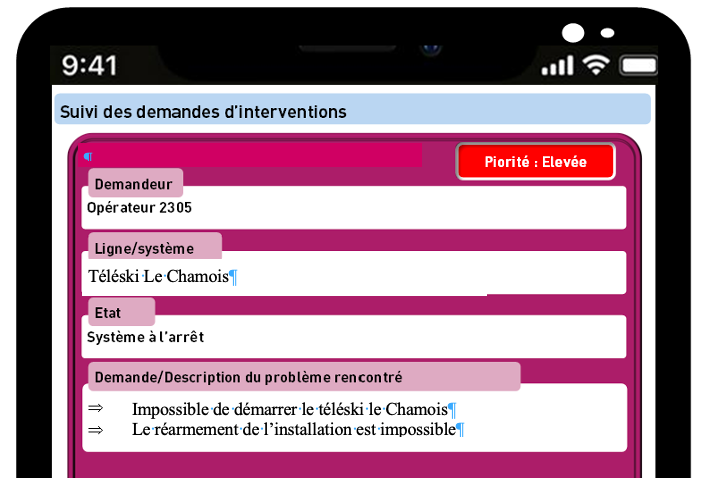 9:41
Suivi des demandes d'interventions
¶
Piorité : Elevée
Demandeur
Opérateur 2305
Ligne/système
Téléski·Le·Chamois¶
Etat
Système à l'arrêt
Demande/Description du problème rencontré
⇒ Impossible·de·démarrer·le·téléski·le·Chamois¶
⇒ Le·réarmement·de·l'installation·est·impossible¶